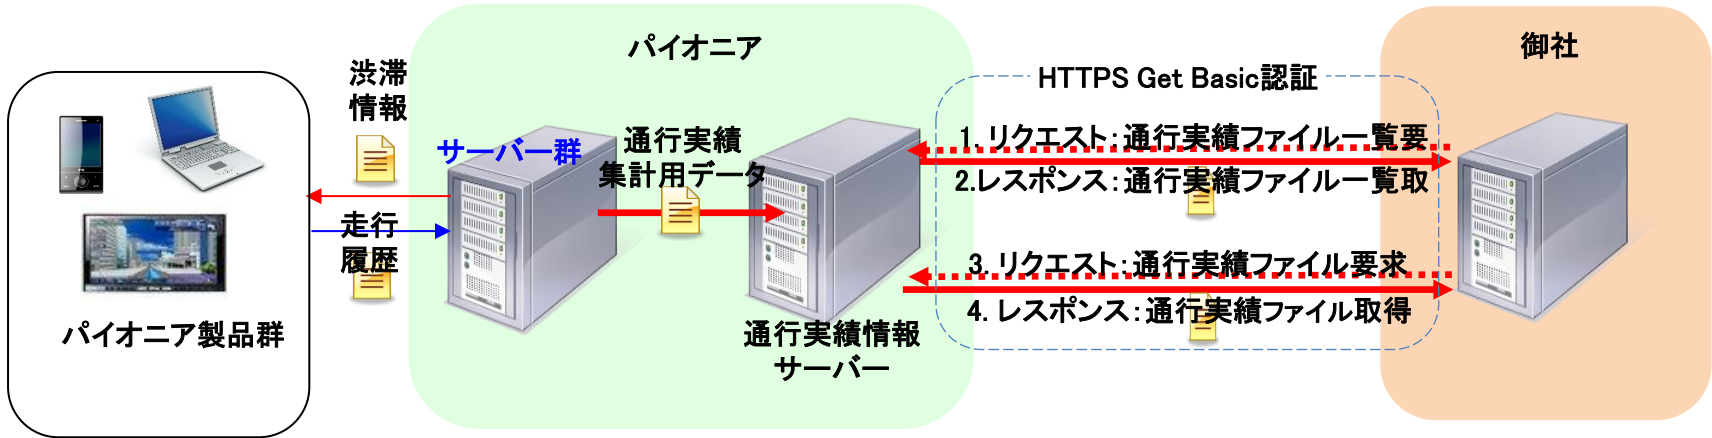 パイオニア
御社
渋滞
情報
HTTPS Get Basic認証
サーバー群
通行実績
集計用データ
1. リクエスト：通行実績ファイル一覧要
2.レスポンス：通行実績ファイル一覧取
走行
履歴
3. リクエスト：通行実績ファイル要求
4. レスポンス：通行実績ファイル取得
パイオニア製品群
通行実績情報
サーバー